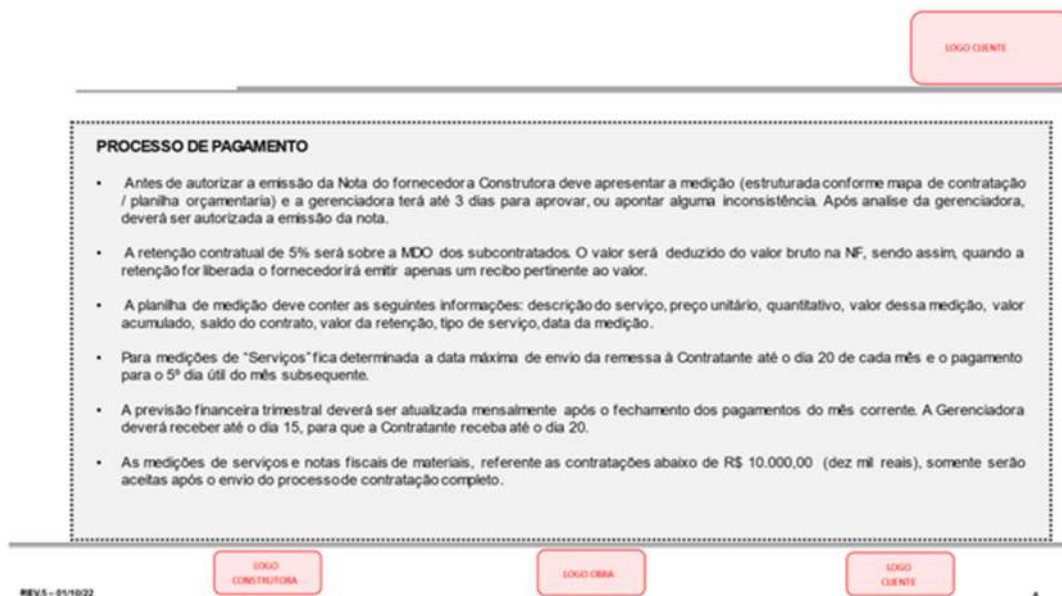 LOGO CLIENTE
PROCESSO DE PAGAMENTO
• Antes de autorizar a emissão da Nota do fornecedor a Construtora deve apresentar a medição (estruturada conforme mapa de contratação
/ planilha orçamentaria) e a gerenciadora terá até 3 dias para aprovar, ou apontar alguma inconsistência. Após analise da gerenciadora,
deverá ser autorizada a emissão da nota.
• A retenção contratual de 5% será sobre a MDO dos subcontratados. O valor será deduzido do valor bruto na NF, sendo assim, quando a
retenção for liberada o fornecedor irá emitir apenas um recibo pertinente ao valor.
• A planilha de medição deve conter as seguintes informações: descrição do serviço, preço unitário, quantitativo, valor dessa medição, valor
acumulado, saldo do contrato, valor da retenção, tipo de serviço, data da medição.
• Para medições de “Serviços” fica determinada a data máxima de envio da remessa à Contratante até o dia 20 de cada mês e o pagamento
para o 5º dia útil do mês subsequente.
• A previsão financeira trimestral deverá ser atualizada mensalmente após o fechamento dos pagamentos do mês corrente. A Gerenciadora
deverá receber até o dia 15, para que a Contratante receba até o dia 20.
• As medições de serviços e notas fiscais de materiais, referente as contratações abaixo de R$ 10.000,00 (dez mil reais), somente serão
aceitas após o envio do processo de contratação completo.
LOGO
CONSTRUTORA
LOGO OBRA
LOGO
CLIENTE
REV.5 – 01/10/22